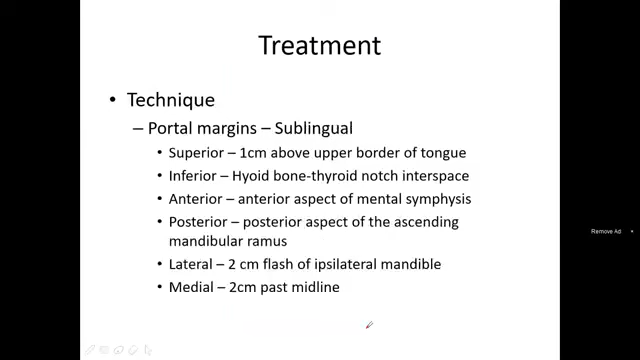 Treatment
• Technique
– Portal margins – Sublingual
• Superior – 1cm above upper border of tongue
• Inferior – Hyoid bone-thyroid notch interspace
• Anterior – anterior aspect of mental symphysis
• Posterior – posterior aspect of the ascending
mandibular ramus
• Lateral – 2 cm flash of ipsilateral mandible
• Medial – 2cm past midline
Remove Ad